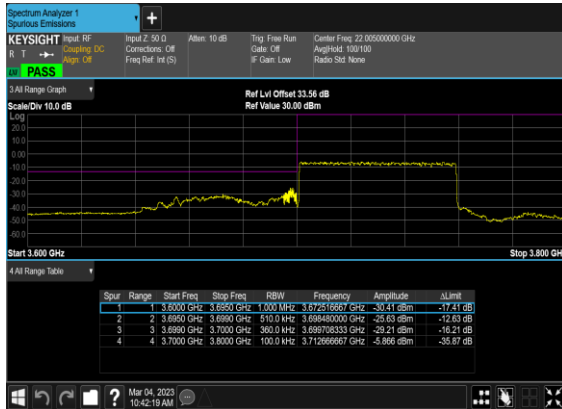 Spectrum Analyzer 1
Spurious Emissions
KEYSIGHT
R T
LW
PASS
Input: RF
Coupling: DC
Align: Off
Input Z: 50 Ω
Corrections: Off
Freq Ref: Int (S)
Atten: 10 dB
Trig: Free Run
Gate: Off
IF Gain: Low
Center Freq: 22.005000000 GHz
Avg|Hold: 100/100
Radio Std: None
3 All Range Graph
Scale/Div 10.0 dB
Ref Lvl Offset 33.56 dB
Ref Value 30.00 dBm
Log
20.0
10.0
0.00
-10.0
-20.0
-30.0
-40.0
-50.0
-60.0
Start 3.600 GHz
Stop 3.800 GH
4 All Range Table
Spur Range Start Freq Stop Freq RBW Frequency Amplitude ΔLimit
1 1 3.6000 GHz 3.6950 GHz 1.000 MHz 3.672516667 GHz -30.41 dBm -17.41 dB
2 2 3.6950 GHz 3.6990 GHz 510.0 kHz 3.698480000 GHz -25.63 dBm -12.63 dB
3 3 3.6990 GHz 3.7000 GHz 360.0 kHz 3.699708333 GHz -29.21 dBm -16.21 dB
4 4 3.7000 GHz 3.8000 GHz 100.0 kHz 3.712666667 GHz -5.866 dBm -35.87 dB
?
Mar 04, 2023
10:42:19 AM